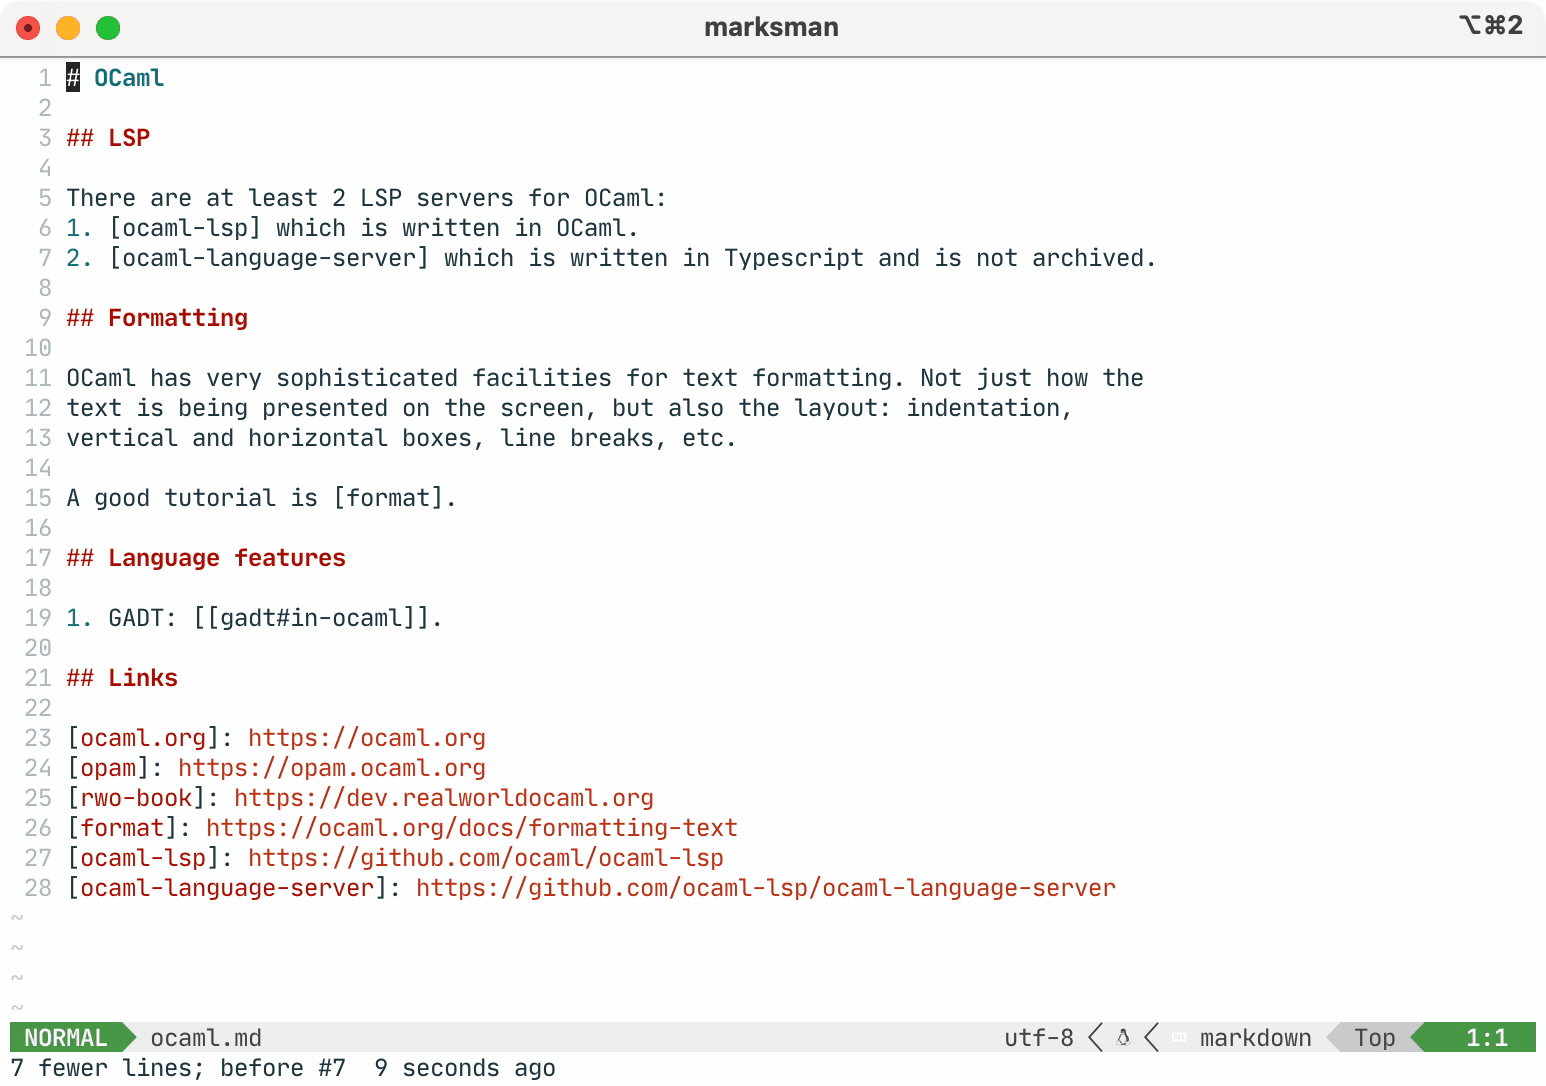 marksman
⌥⌘2
1 # OCaml
2
3 ## LSP
4
5 There are at least 2 LSP servers for OCaml:
6 1. [ocaml-lsp] which is written in OCaml.
7 2. [ocaml-language-server] which is written in Typescript and is not archived.
8
9 ## Formatting
10
11 OCaml has very sophisticated facilities for text formatting. Not just how the
12 text is being presented on the screen, but also the layout: indentation,
13 vertical and horizontal boxes, line breaks, etc.
14
15 A good tutorial is [format].
16
17 ## Language features
18
19 1. GADT: [[gadt#in-ocaml]].
20
21 ## Links
22
23 [ocaml.org]: https://ocaml.org
24 [opam]: https://opam.ocaml.org
25 [rwo-book]: https://dev.realworldocaml.org
26 [format]: https://ocaml.org/docs/formatting-text
27 [ocaml-lsp]: https://github.com/ocaml/ocaml-lsp
28 [ocaml-language-server]: https://github.com/ocaml-lsp/ocaml-language-server
~
~
~
~
NORMAL ocaml.md utf-8 markdown Top 1:1
7 fewer lines; before #7 9 seconds ago